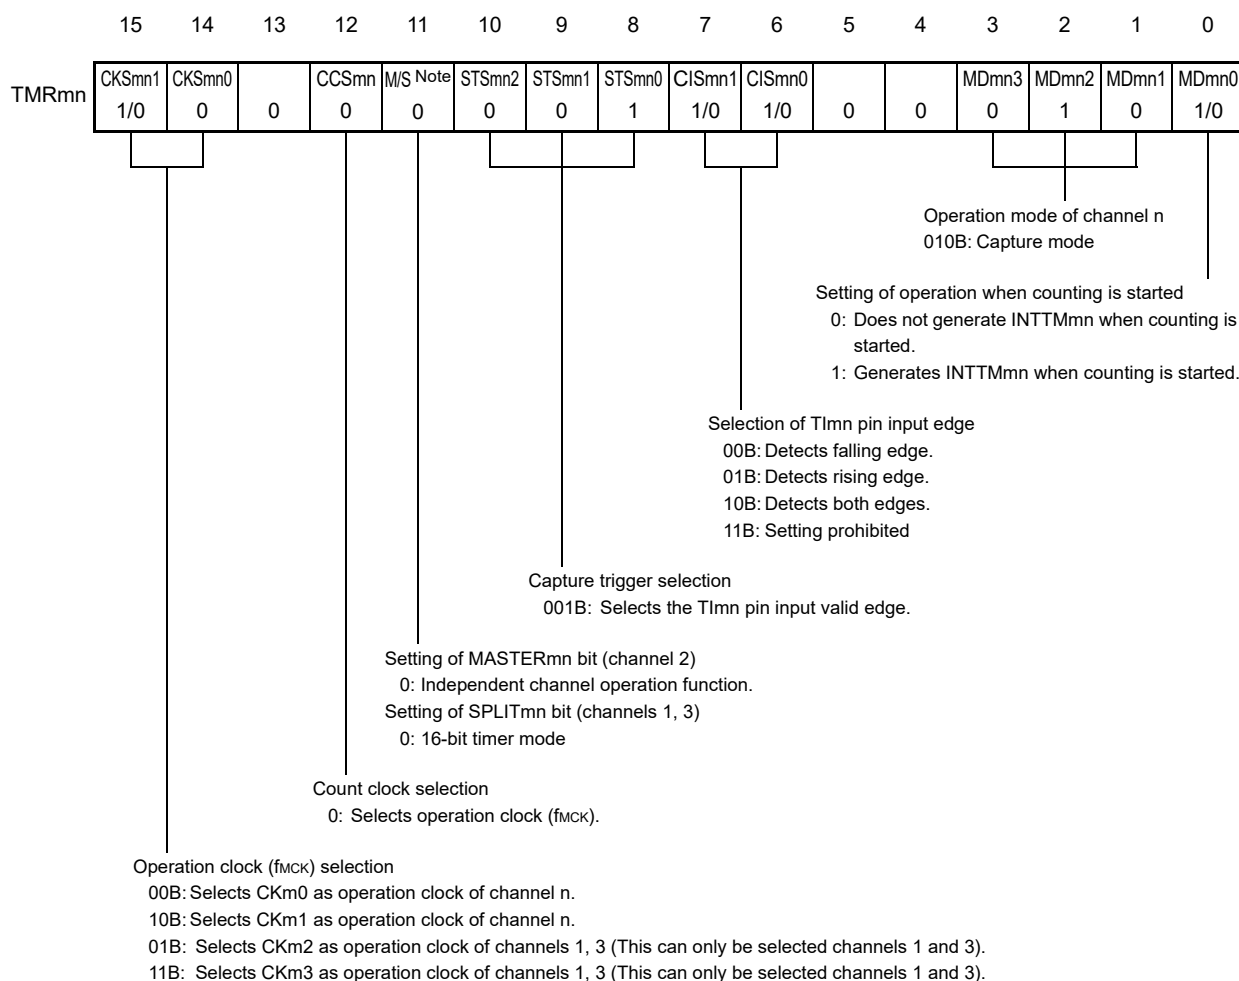 15 14 13 12 11 10 9 8 7 6 5 4 3 2 1 0
TMRmn
CKSmn1 CKSmn0 CCSmn M/S Note STSmn2 STSmn1 STSmn0 CISmn1 CISmn0 MDmn3 MDmn2 MDmn1 MDmn0
1/0 0 0 0 0 0 0 1 1/0 1/0 0 0 0 1 0 1/0
Operation mode of channel n
010B: Capture mode
Setting of operation when counting is started
0: Does not generate INTTMmn when counting is
started.
1: Generates INTTMmn when counting is started.
Selection of TImn pin input edge
00B: Detects falling edge.
01B: Detects rising edge.
10B: Detects both edges.
11B: Setting prohibited
Capture trigger selection
001B: Selects the TImn pin input valid edge.
Setting of MASTERmn bit (channel 2)
0: Independent channel operation function.
Setting of SPLITmn bit (channels 1, 3)
0: 16-bit timer mode
Count clock selection
0: Selects operation clock (fMCK).
Operation clock (fMCK) selection
00B: Selects CKm0 as operation clock of channel n.
10B: Selects CKm1 as operation clock of channel n.
01B: Selects CKm2 as operation clock of channels 1, 3 (This can only be selected channels 1 and 3).
11B: Selects CKm3 as operation clock of channels 1, 3 (This can only be selected channels 1 and 3).